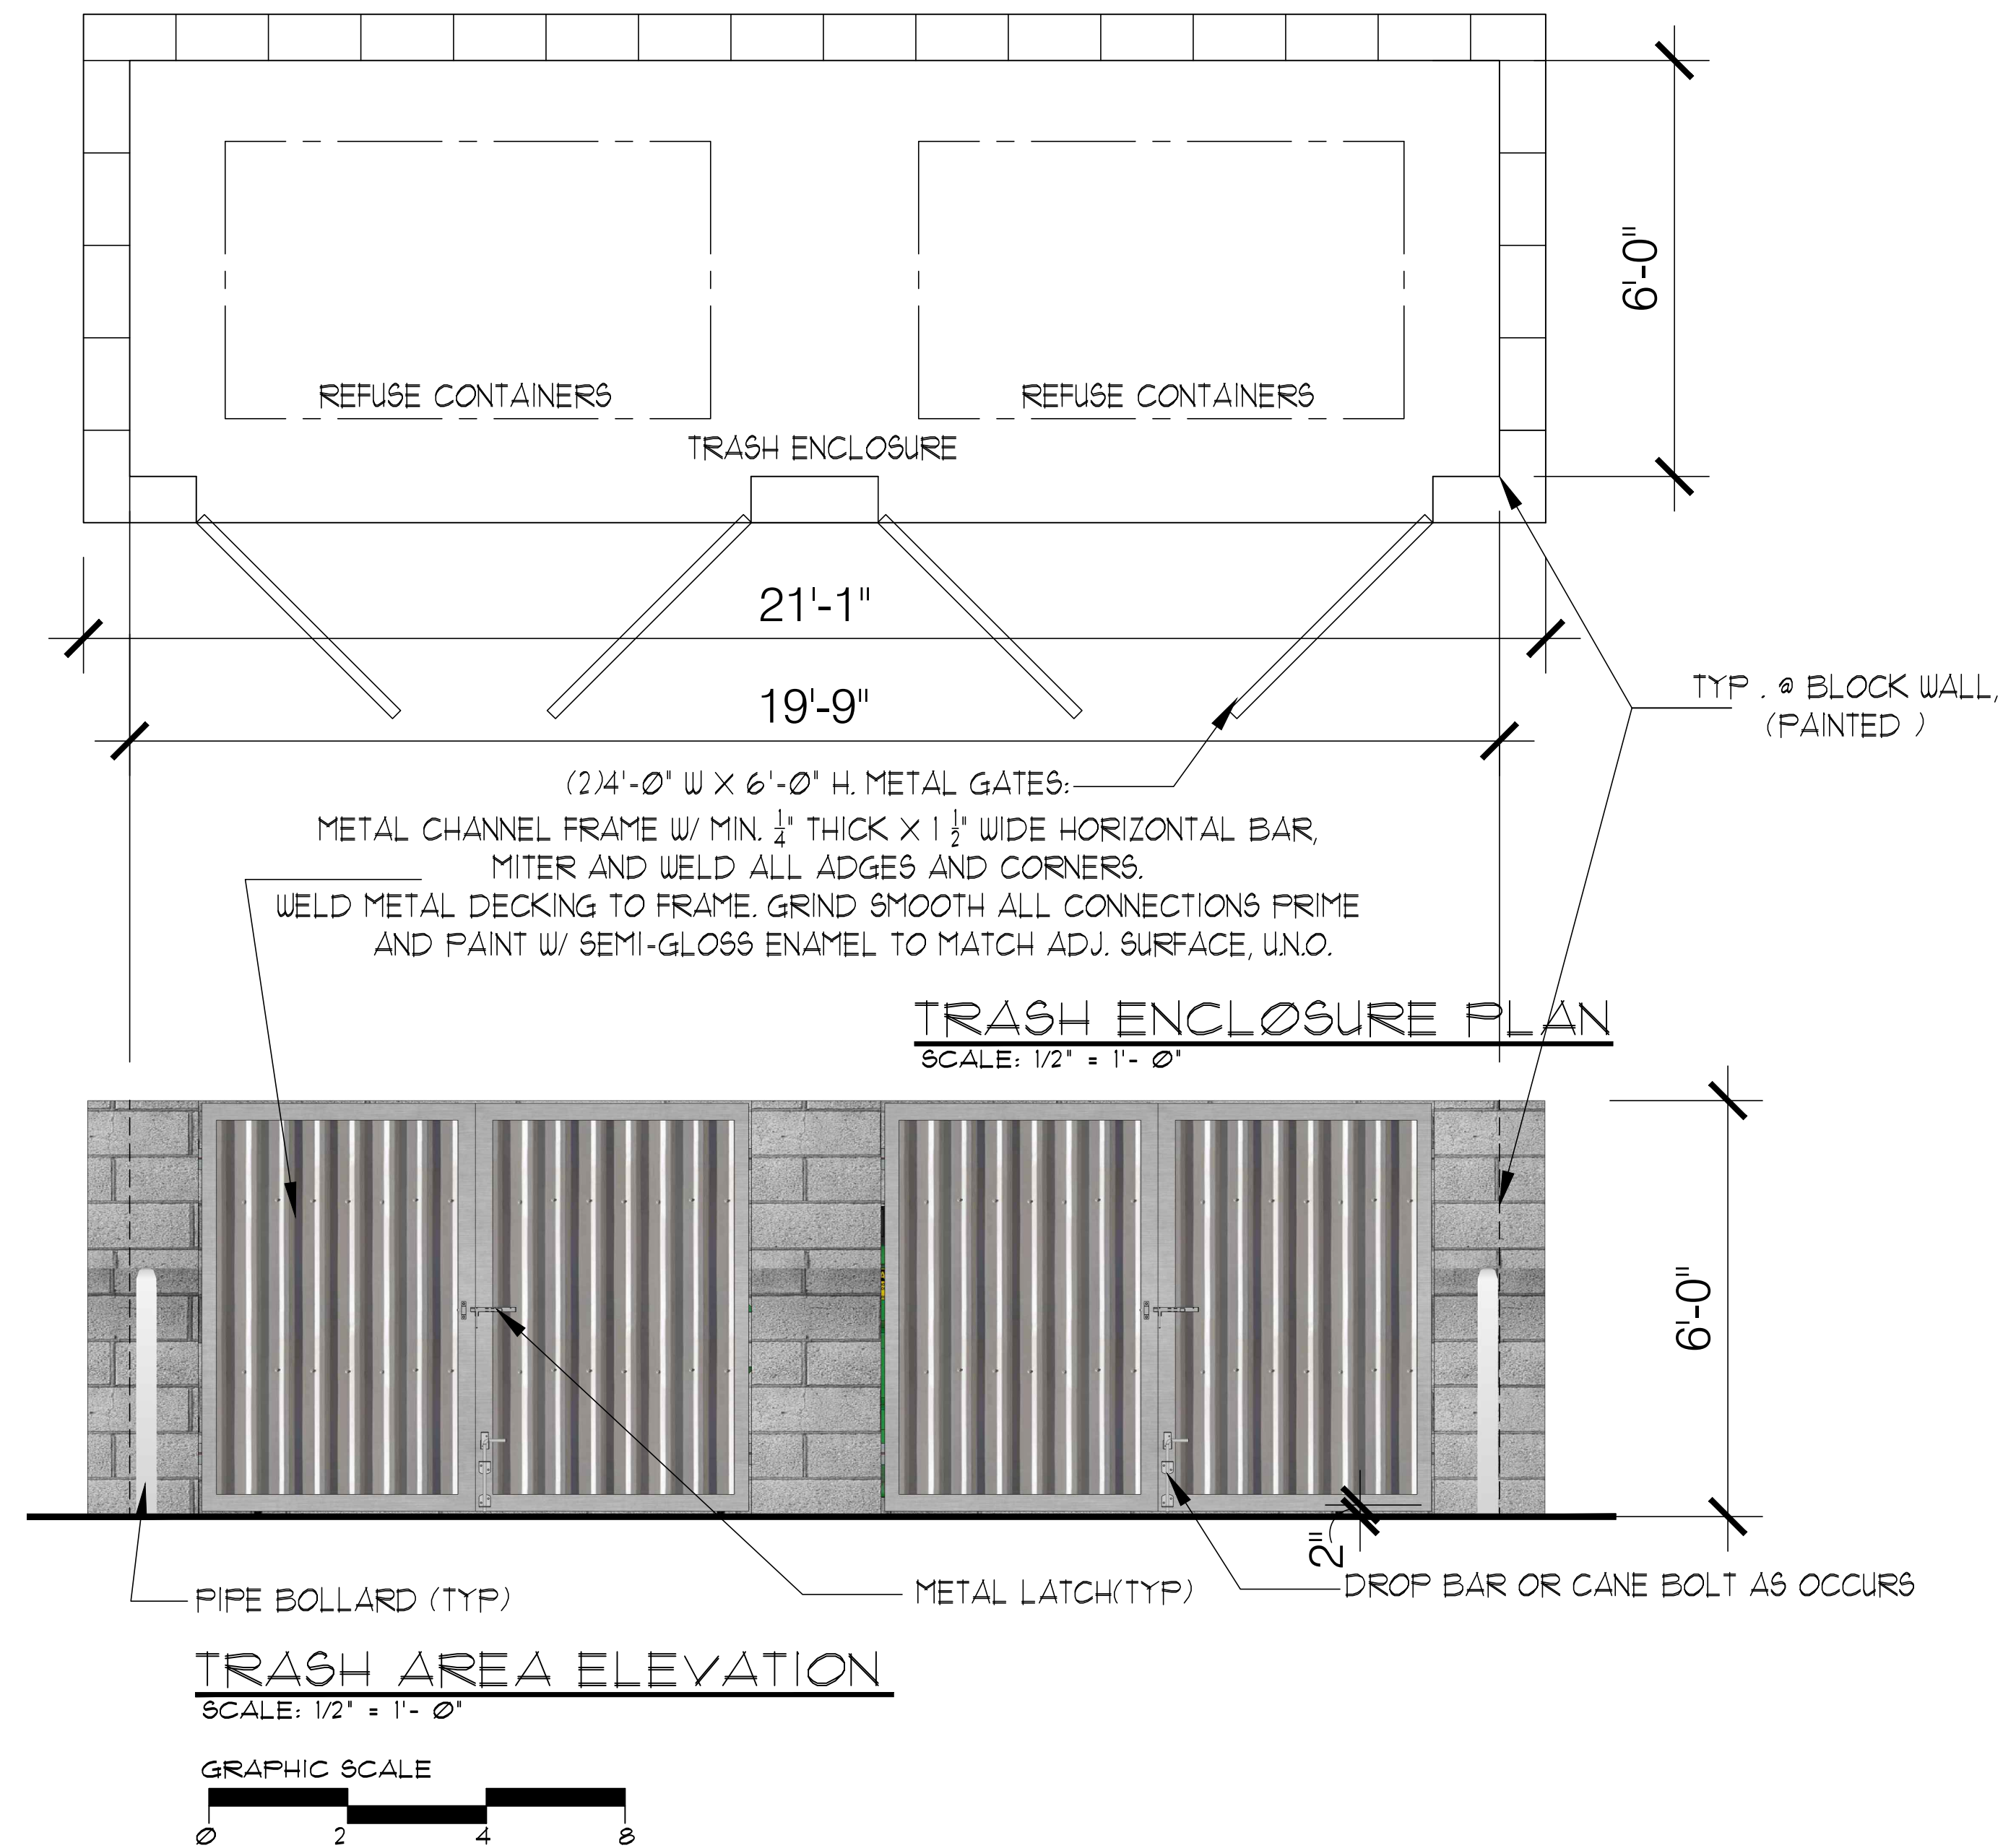 6'-0"
REFUSE CONTAINERS
REFUSE CONTAINERS
TRASH ENCLOSURE
21'-1"
19'-9"
TYP . @ BLOCK WALL,
(PAINTED )
(2)4'-0" W X 6'-0" H. METAL GATES:
METAL CHANNEL FRAME W/ MIN. 1/4" THICK X 1 1/2" WIDE HORIZONTAL BAR,
MITER AND WELD ALL ADGES AND CORNERS.
WELD METAL DECKING TO FRAME. GRIND SMOOTH ALL CONNECTIONS PRIME
AND PAINT W/ SEMI-GLOSS ENAMEL TO MATCH ADJ. SURFACE, U.N.O.
TRASH ENCLOSURE PLAN
SCALE: 1/2" = 1'- 0"
6'-0"
2"
PIPE BOLLARD (TYP)
METAL LATCH(TYP)
DROP BAR OR CANE BOLT AS OCCURS
TRASH AREA ELEVATION
SCALE: 1/2" = 1'- 0"
GRAPHIC SCALE
0 2 4 8